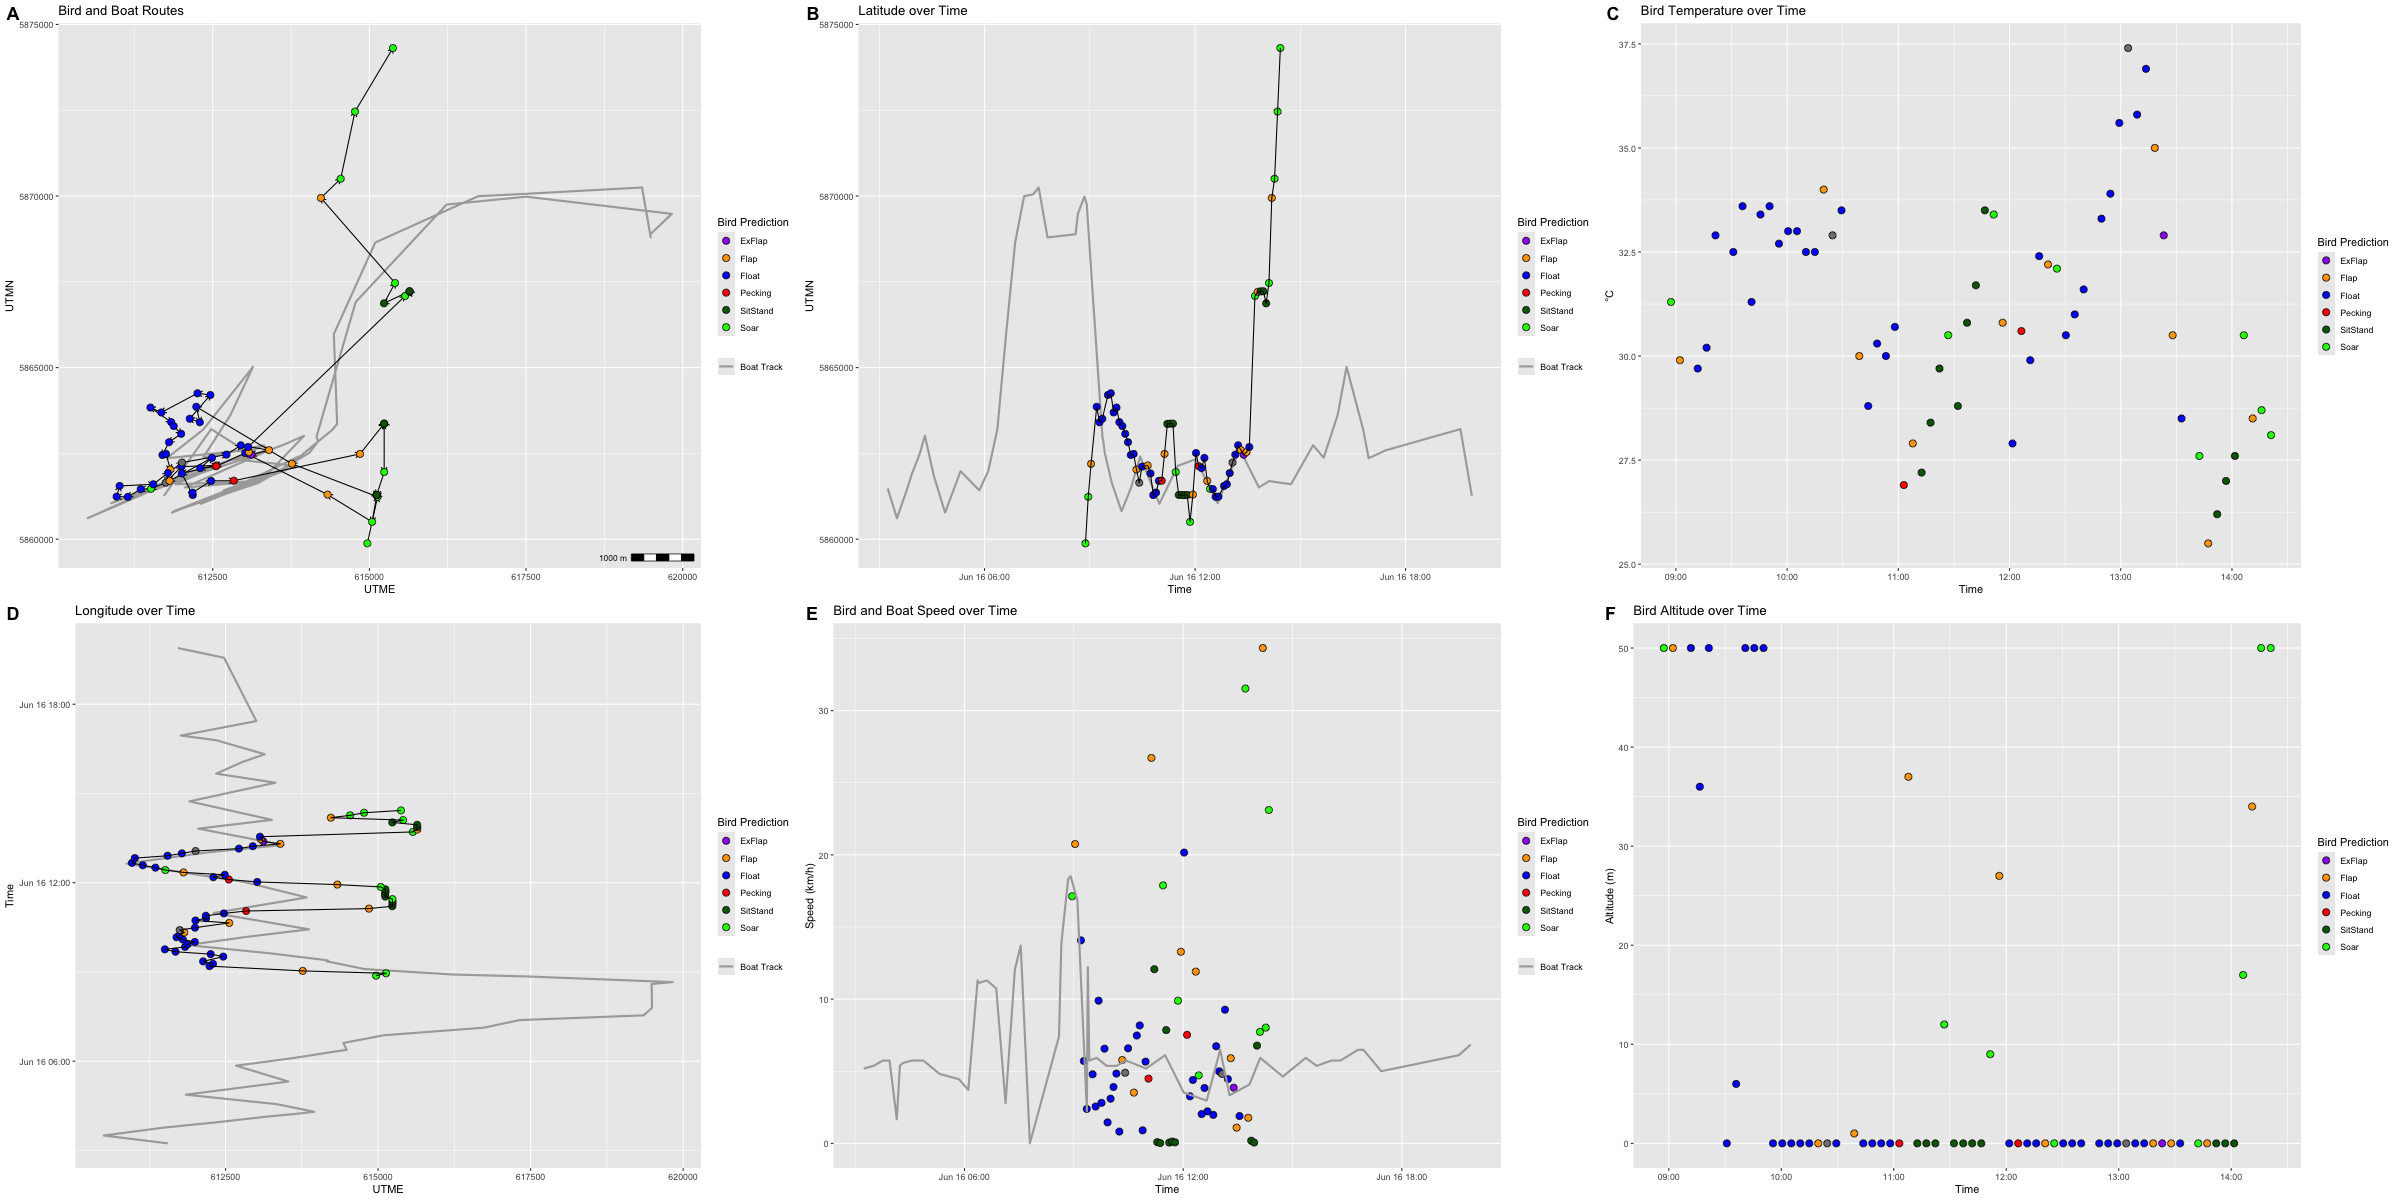 A Bird and Boat Routes
5875000
5870000
5865000
5860000
UTMN
612500 615000 617500 620000
UTME
1000 m
Bird Prediction
ExFlap
Flap
Float
Pecking
SitStand
Soar
Boat Track
B Latitude over Time
5875000
5870000
5865000
5860000
UTMN
Jun 16 06:00 Jun 16 12:00 Jun 16 18:00
Time
Bird Prediction
ExFlap
Flap
Float
Pecking
SitStand
Soar
Boat Track
C Bird Temperature over Time
37.5
35.0
32.5
30.0
27.5
25.0
°C
09:00 10:00 11:00 12:00 13:00 14:00
Time
Bird Prediction
ExFlap
Flap
Float
Pecking
SitStand
Soar
D Longitude over Time
Jun 16 18:00
Jun 16 12:00
Jun 16 06:00
Time
612500 615000 617500 620000
UTME
Bird Prediction
ExFlap
Flap
Float
Pecking
SitStand
Soar
Boat Track
E Bird and Boat Speed over Time
30
20
10
0
Speed (km/h)
Jun 16 06:00 Jun 16 12:00 Jun 16 18:00
Time
Bird Prediction
ExFlap
Flap
Float
Pecking
SitStand
Soar
Boat Track
F Bird Altitude over Time
50
40
30
20
10
0
Altitude (m)
09:00 10:00 11:00 12:00 13:00 14:00
Time
Bird Prediction
ExFlap
Flap
Float
Pecking
SitStand
Soar